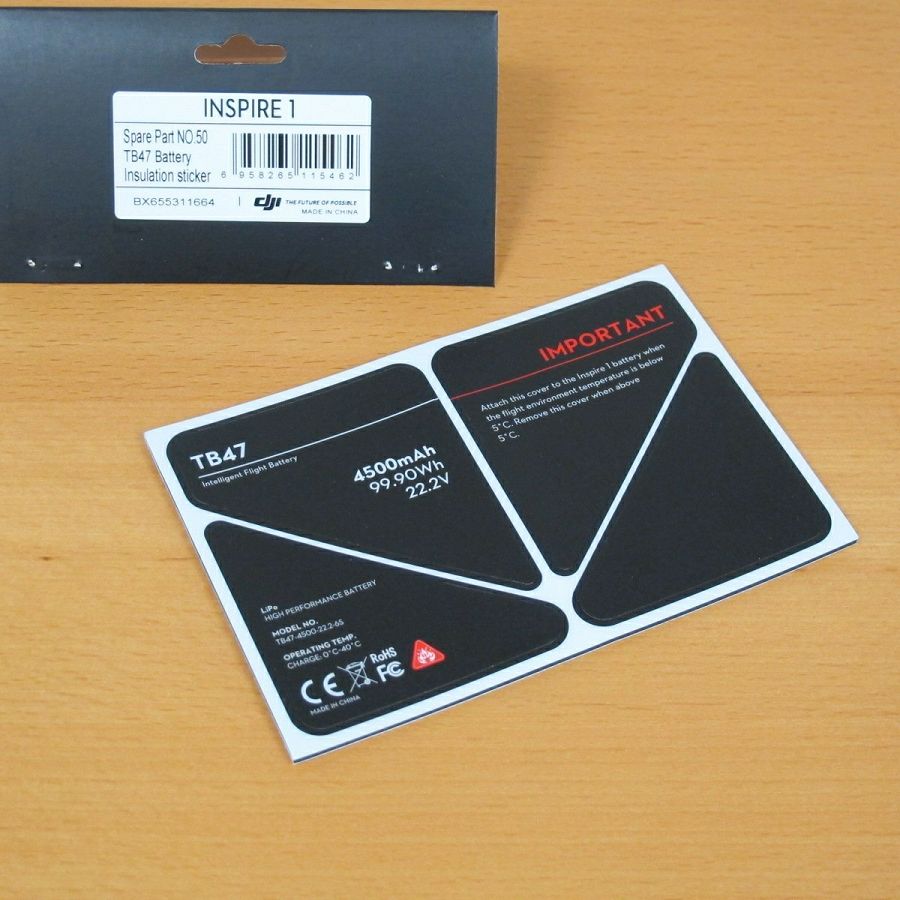 INSPIRE 1
Spare Part NO.50
TB47 Battery
Insulation sticker
6 958265 115462
BX655311664 | dji THE FUTURE OF POSSIBLE
MADE IN CHINA
IMPORTANT
Attach this cover to the Inspire 1 battery when
the flight environment temperature is below
5°C. Remove this cover when above
5°C.
TB47
Intelligent Flight Battery
4500mAh
99.90Wh
22.2V
LiPo
HIGH PERFORMANCE BATTERY
MODEL NO.
TB47-4500-22.2-6S
OPERATING TEMP.
CHARGE: 0°C-40°C
CE RoHS FC
MADE IN CHINA